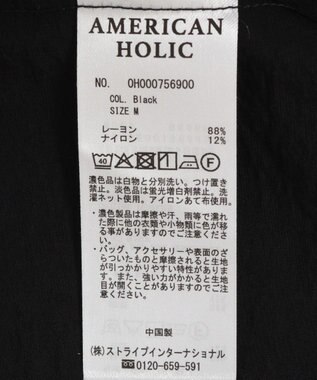 AMERICAN
HOLIC
NO. 0H000756900
COL. Black
SIZE M
レーヨン 88%
ナイロン 12%
40 F
濃色品は白物と分別洗い。つけ置き
禁止。淡色品は蛍光増白剤禁止。洗
濯ネット使用。アイロンあて布使用。
・濃色製品は摩擦や汗、雨等で濡れ
た際に他の衣類や小物類に色が移
る事がありますのでご注意くださ
い。
・バッグ、アクセサリーや表面のざ
らついたものと摩擦されると生地
が引っかかりやすい特性がありま
す。また、強い力がかかると生地の
目が開くことがありますのでご注
意ください。
中国製
(株)ストライプインターナショナル
0120-659-591